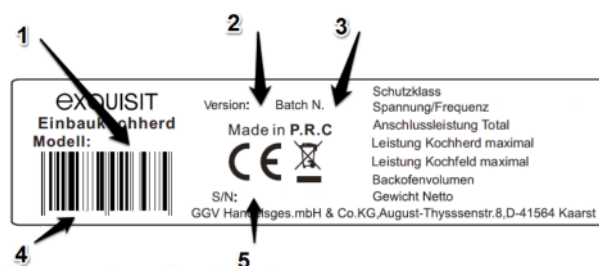 1
2
3
exquisit
Einbaukochherd
Modell:
Version: Batch N.
Made in P.R.C
S/N:
Schutzklass
Spannung/Frequenz
Anschlussleistung Total
Leistung Kochherd maximal
Leistung Kochfeld maximal
Backofenvolumen
Gewicht Netto
GGV Handelsges.mbH & Co.KG,August-Thysssenstr.8,D-41564 Kaarst
4
5